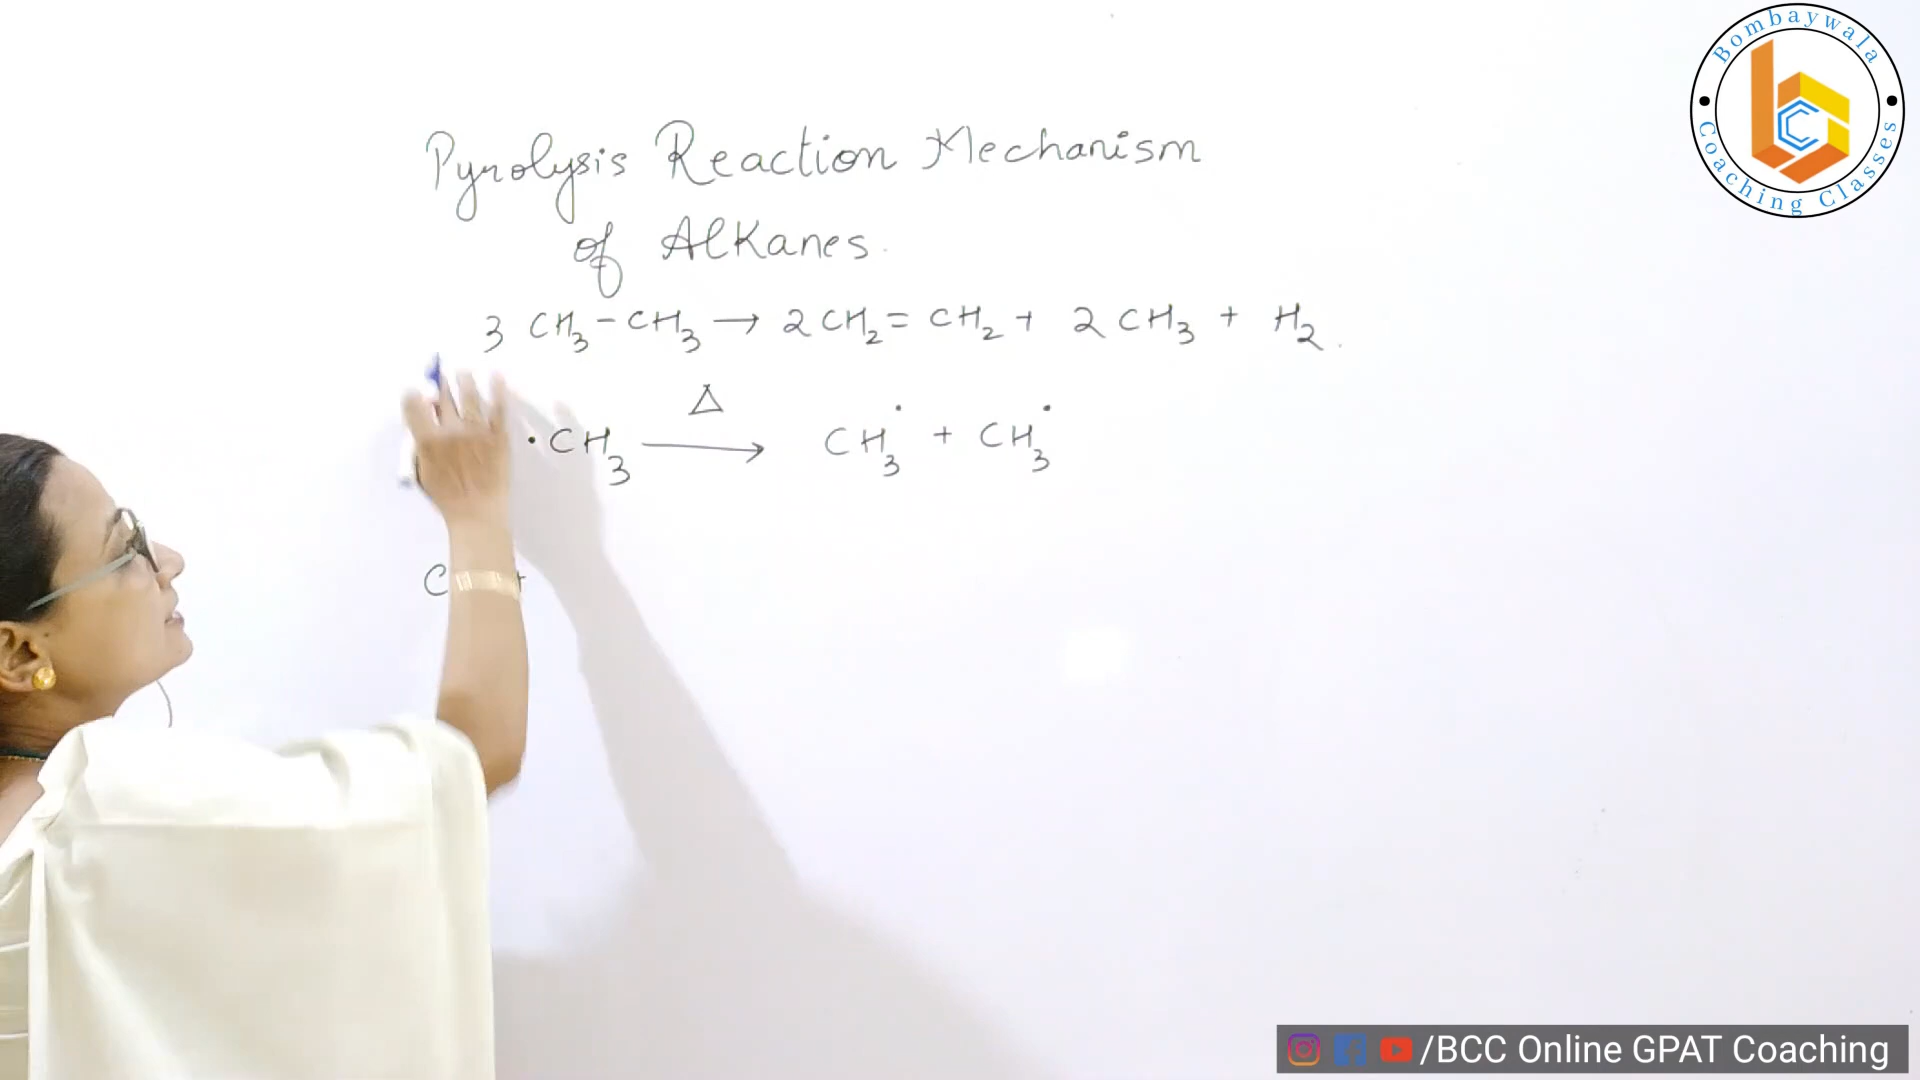 Bombaywala
Coaching Classes
Pyrolysis Reaction Mechanism
of Alkanes.
3 CH₃-CH₃ → 2CH₂=CH₂ + 2CH₃ + H₂.
Δ
·CH₃ → CH₃˙ + CH₃˙
C
/BCC Online GPAT Coaching